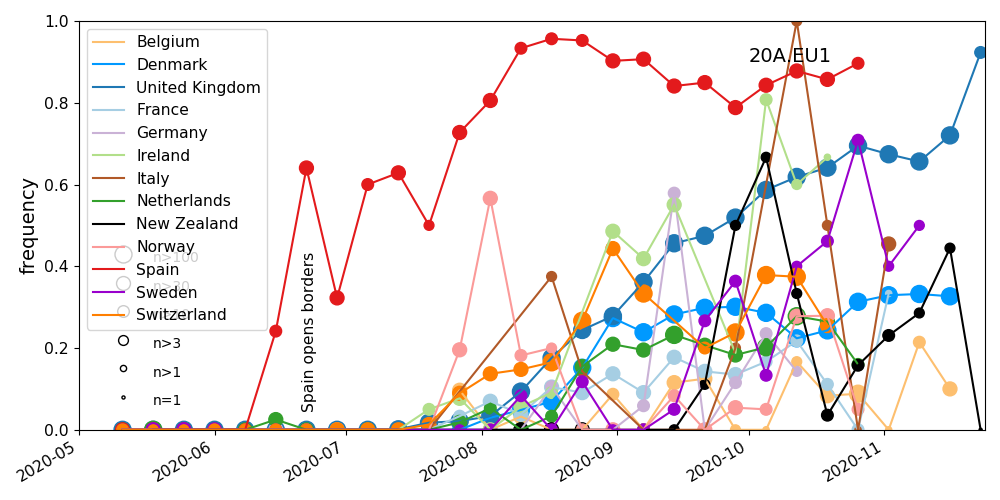 20A.EU1
frequency
1.0
0.8
0.6
0.4
0.2
0.0
Belgium
Denmark
United Kingdom
France
Germany
Ireland
Italy
Netherlands
New Zealand
Norway
Spain
Sweden
Switzerland
n>100
n>30
n>3
n>1
n=1
Spain opens borders
2020-05
2020-06
2020-07
2020-08
2020-09
2020-10
2020-11